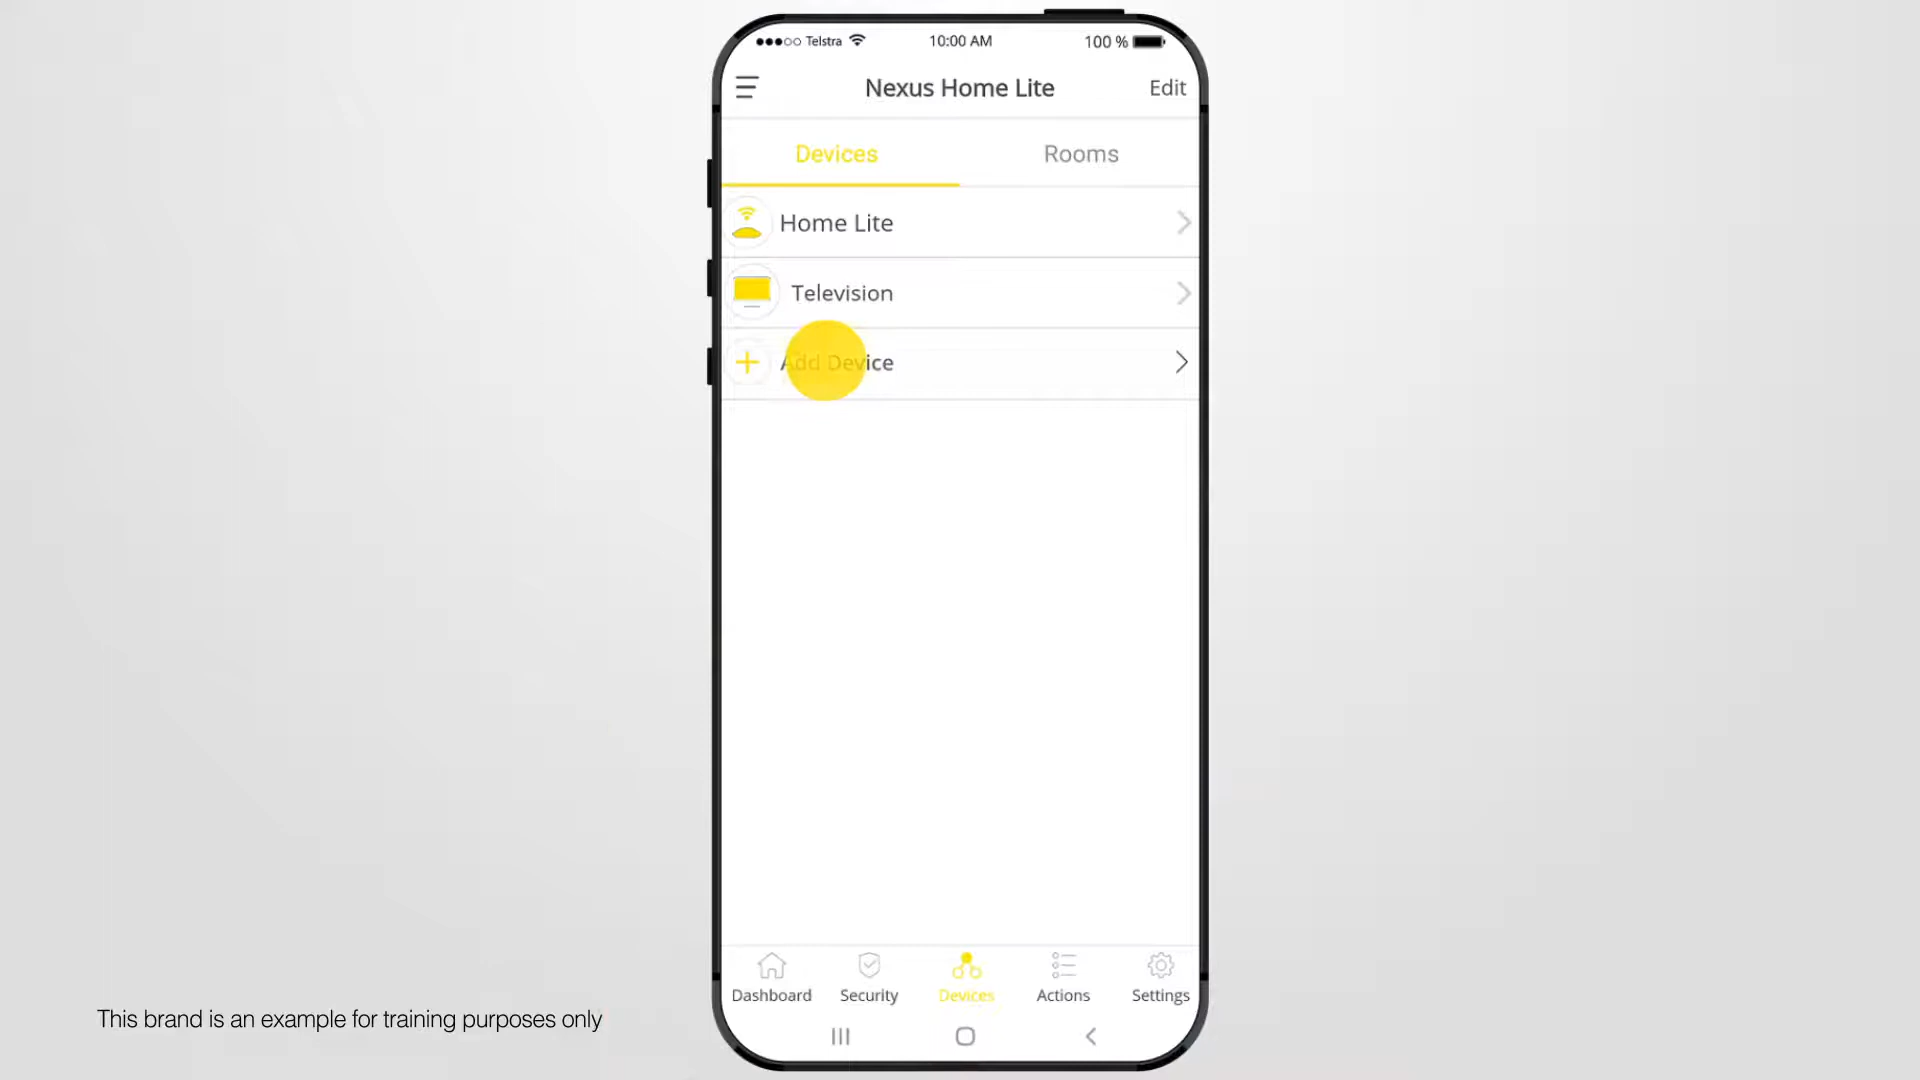 Telstra 10:00 AM 100 %
Nexus Home Lite Edit
Devices Rooms
Home Lite
Television
Add Device
Dashboard Security Devices Actions Settings
This brand is an example for training purposes only